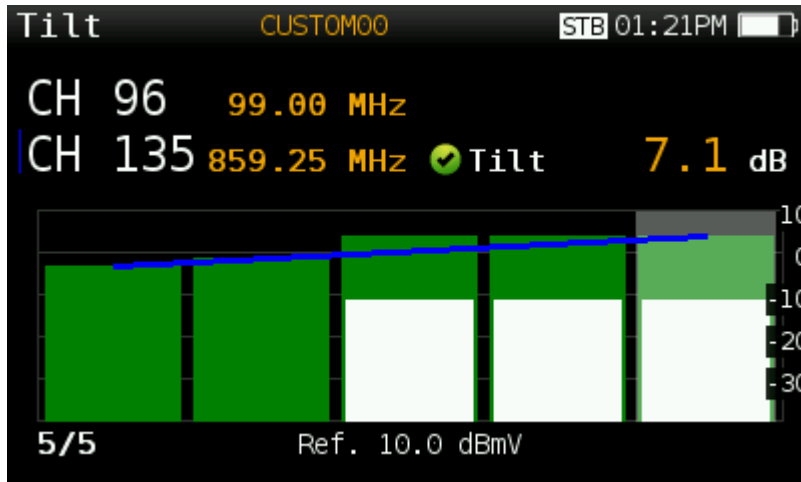 Tilt CUSTOM00 STB 01:21PM
CH 96 99.00 MHz
CH 135 859.25 MHz Tilt 7.1 dB
10
0
-10
-20
-30
5/5 Ref. 10.0 dBmV